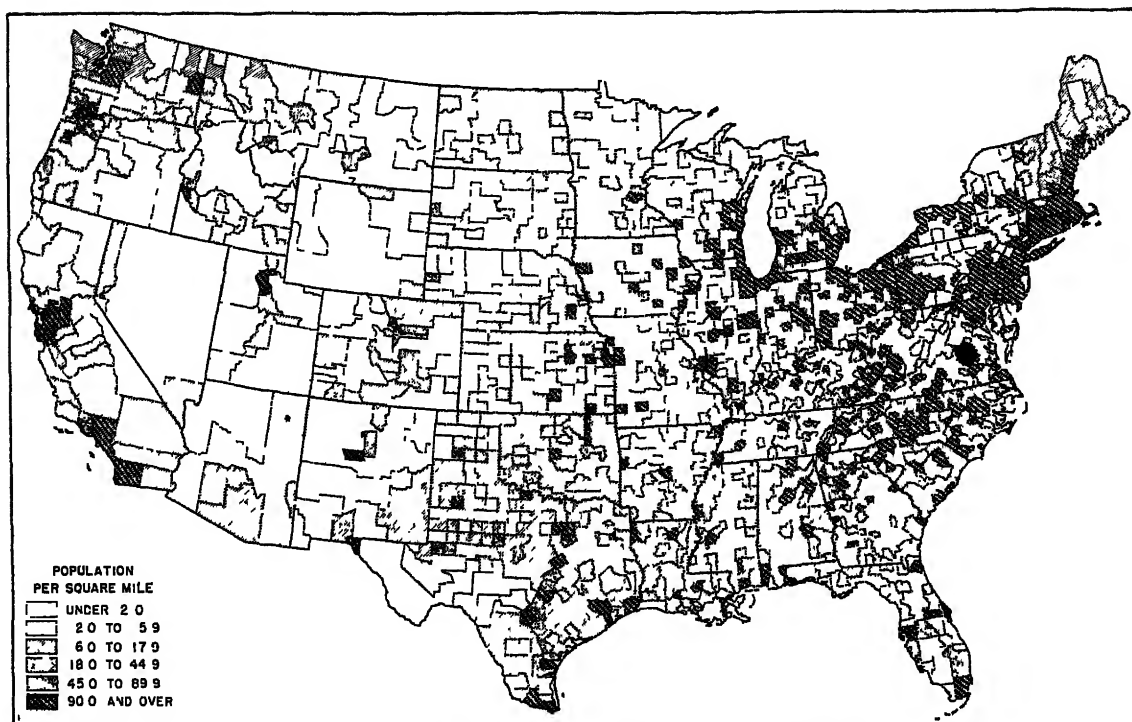 POPULATION
PER SQUARE MILE
UNDER 2 0
2 0 TO 5 9
6 0 TO 17 9
18 0 TO 44 9
45 0 TO 89 9
90 0 AND OVER